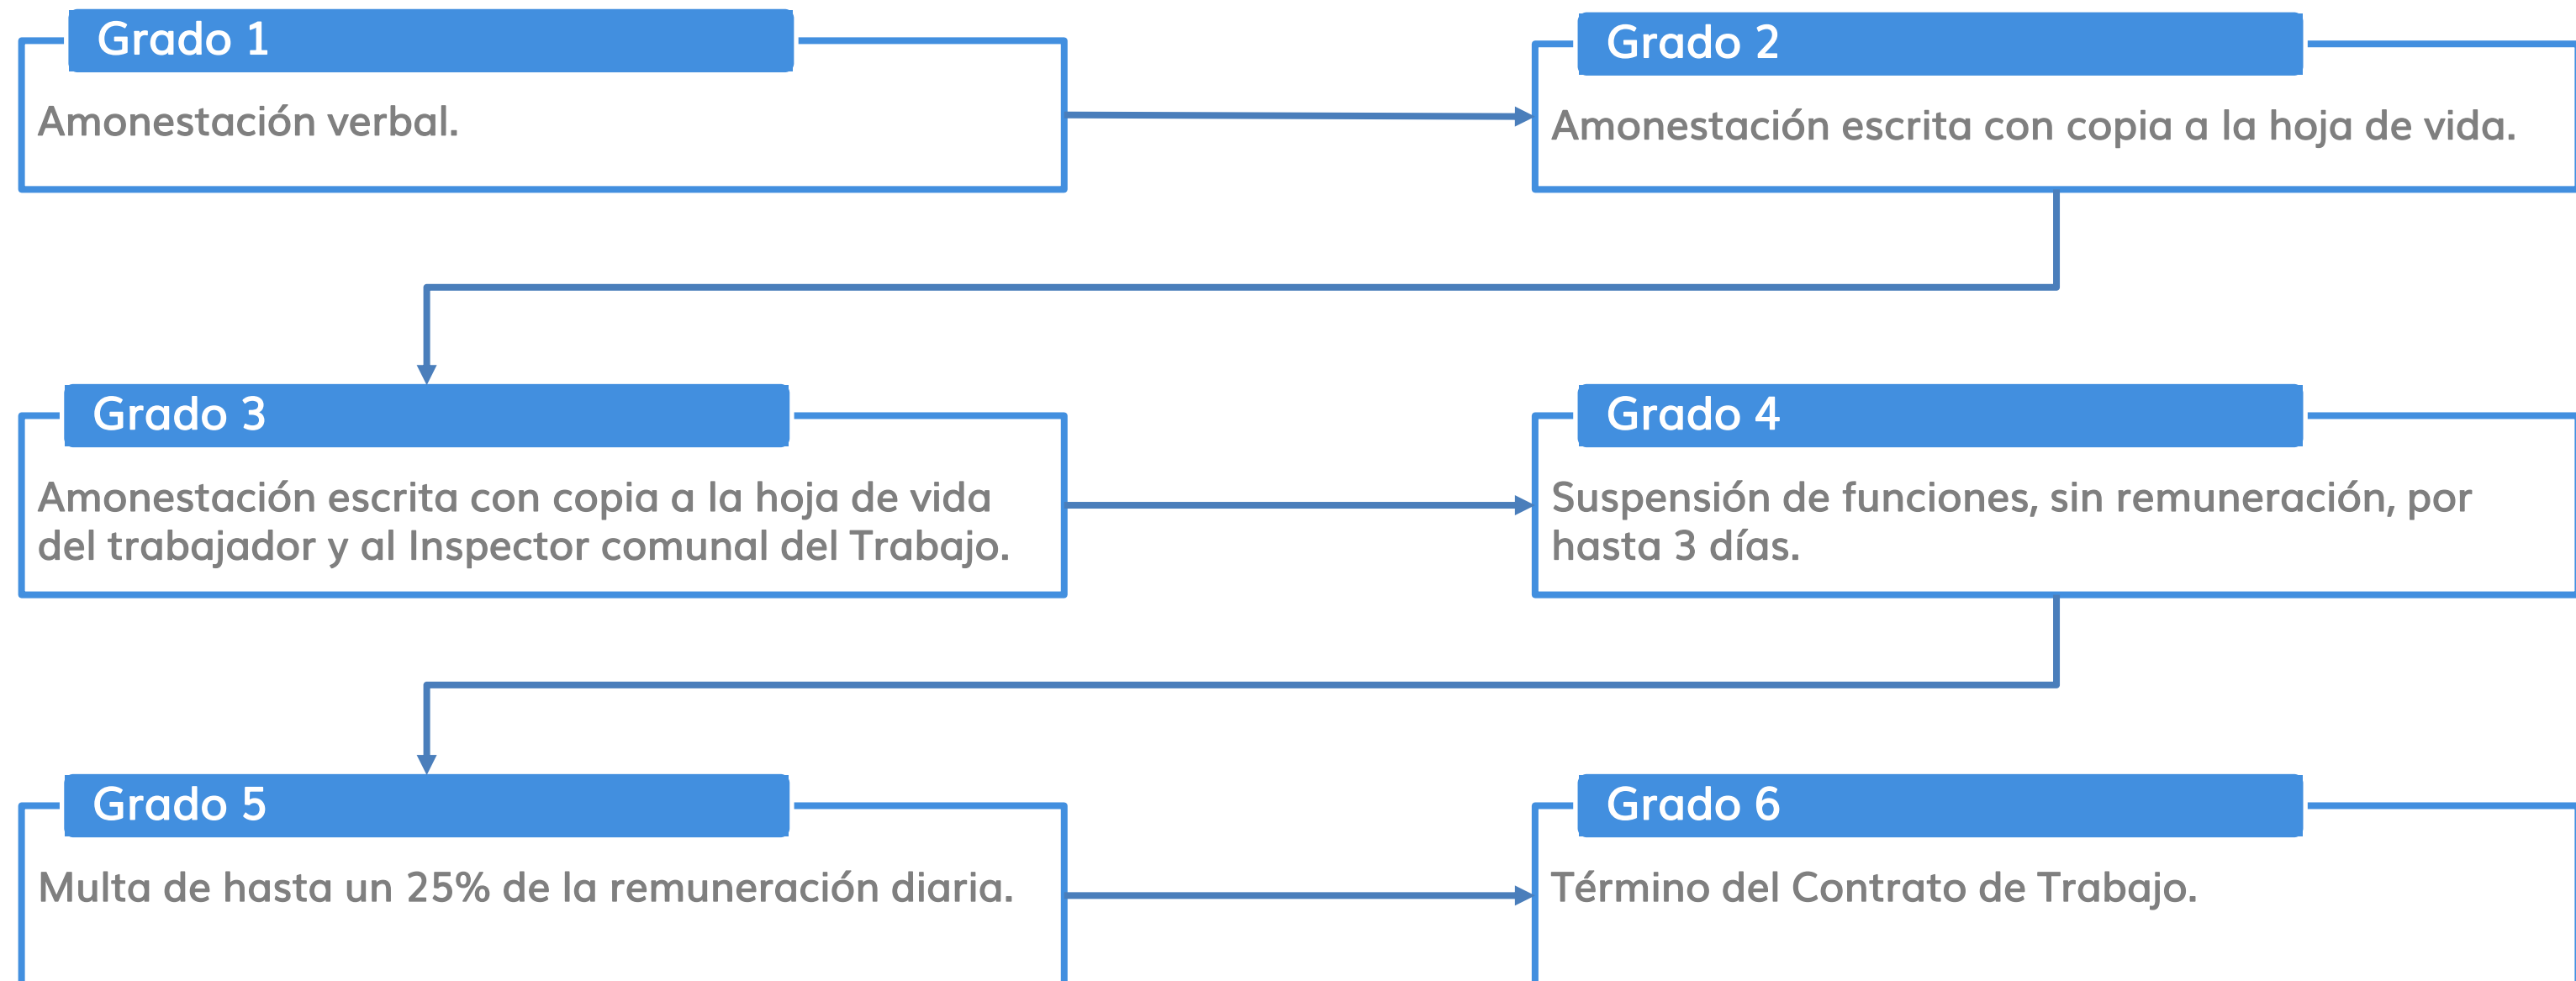 Grado 1
Amonestación verbal.
Grado 2
Amonestación escrita con copia a la hoja de vida.
Grado 3
Amonestación escrita con copia a la hoja de vida
del trabajador y al Inspector comunal del Trabajo.
Grado 4
Suspensión de funciones, sin remuneración, por
hasta 3 días.
Grado 5
Multa de hasta un 25% de la remuneración diaria.
Grado 6
Término del Contrato de Trabajo.